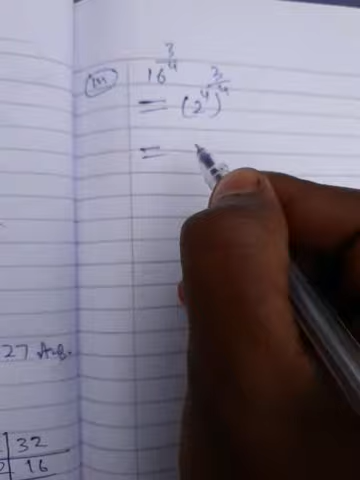 (iii) 16^(3/4)
= (2^4)^(3/4)
=
27 Ans.
32
16